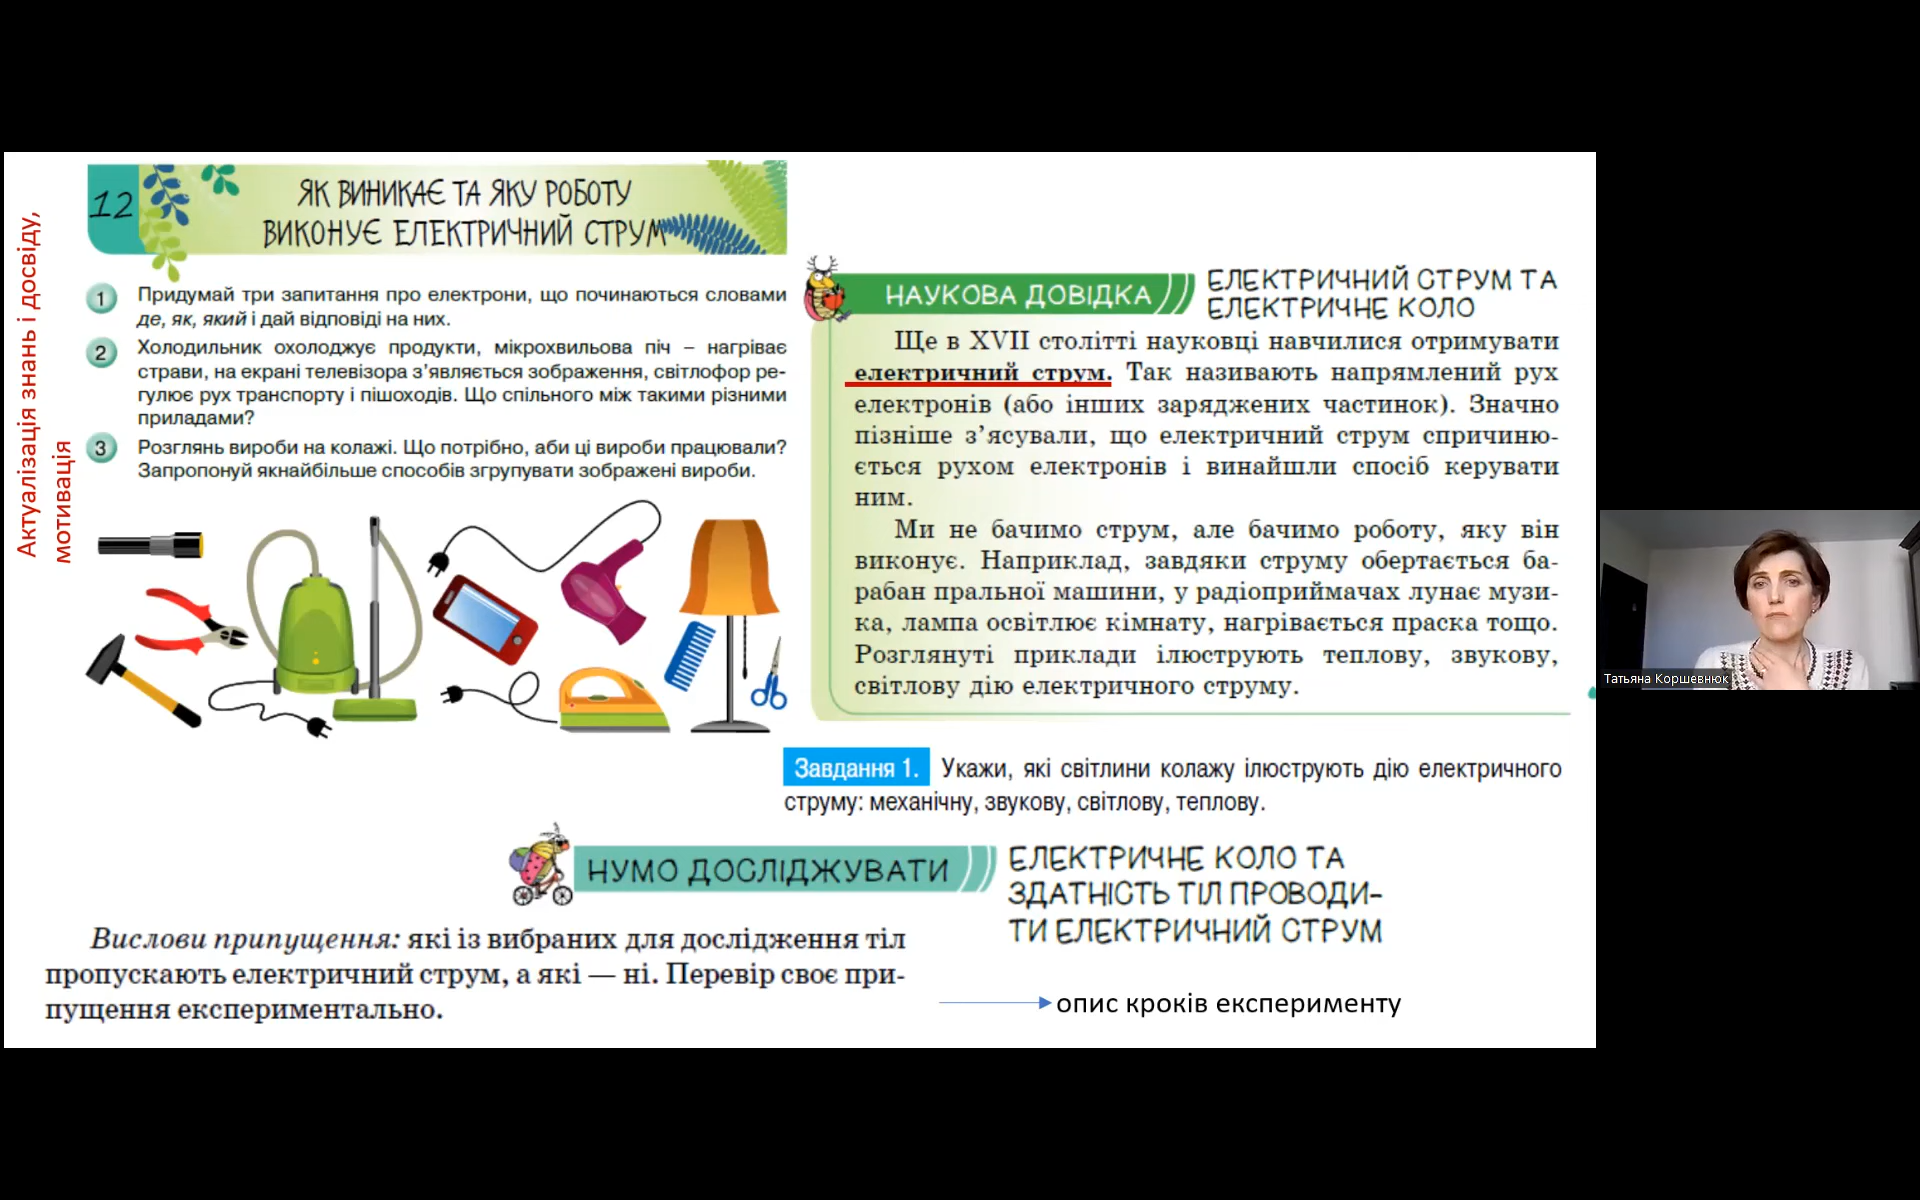 Актуалізація знань і досвіду,
мотивація
12
ЯК ВИНИКАЄ ТА ЯКУ РОБОТУ
ВИКОНУЄ ЕЛЕКТРИЧНИЙ СТРУМ
1 Придумай три запитання про електрони, що починаються словами
де, як, який і дай відповіді на них.
2 Холодильник охолоджує продукти, мікрохвильова піч – нагріває
страви, на екрані телевізора з’являється зображення, світлофор ре-
гулює рух транспорту і пішоходів. Що спільного між такими різними
приладами?
3 Розглянь вироби на колажі. Що потрібно, аби ці вироби працювали?
Запропонуй якнайбільше способів згрупувати зображені вироби.
НАУКОВА ДОВІДКА
ЕЛЕКТРИЧНИЙ СТРУМ ТА
ЕЛЕКТРИЧНЕ КОЛО
Ще в XVII столітті науковці навчилися отримувати
електричний струм. Так називають напрямлений рух
електронів (або інших заряджених частинок). Значно
пізніше з’ясували, що електричний струм спричиню-
ється рухом електронів і винайшли спосіб керувати
ним.
Ми не бачимо струм, але бачимо роботу, яку він
виконує. Наприклад, завдяки струму обертається ба-
рабан пральної машини, у радіоприймачах лунає музи-
ка, лампа освітлює кімнату, нагрівається праска тощо.
Розглянуті приклади ілюструють теплову, звукову,
світлову дію електричного струму.
Завдання 1. Укажи, які світлини колажу ілюструють дію електричного
струму: механічну, звукову, світлову, теплову.
НУМО ДОСЛІДЖУВАТИ
ЕЛЕКТРИЧНЕ КОЛО ТА
ЗДАТНІСТЬ ТІЛ ПРОВОДИ-
ТИ ЕЛЕКТРИЧНИЙ СТРУМ
Вислови припущення: які із вибраних для дослідження тіл
пропускають електричний струм, а які — ні. Перевір своє при-
пущення експериментально.
опис кроків експерименту
Татьяна Коршевнюк